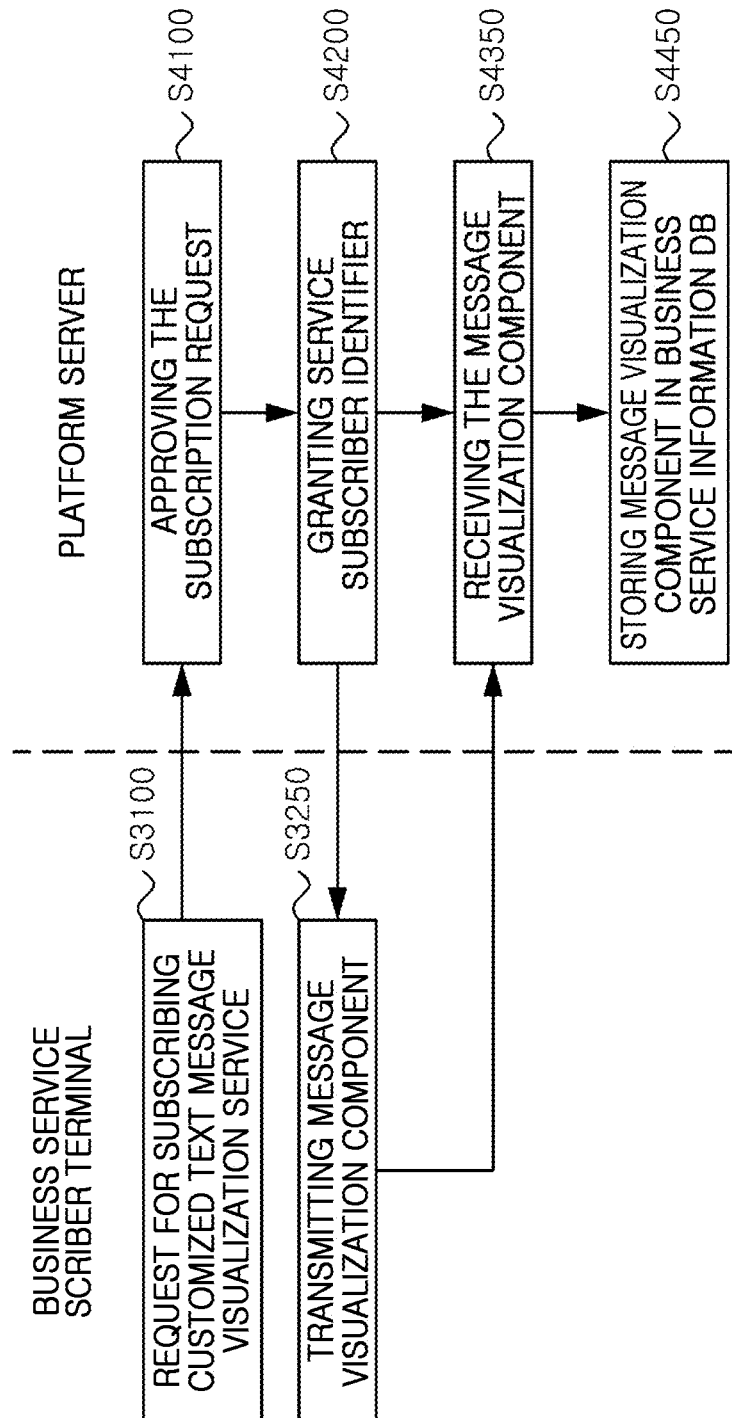 BUSINESS SERVICE
SCRIBER TERMINAL
PLATFORM SERVER
S3100
REQUEST FOR SUBSCRIBING
CUSTOMIZED TEXT MESSAGE
VISUALIZATION SERVICE
S4100
APPROVING THE
SUBSCRIPTION REQUEST
S4200
GRANTING SERVICE
SUBSCRIBER IDENTIFIER
S3250
TRANSMITTING MESSAGE
VISUALIZATION COMPONENT
S4350
RECEIVING THE MESSAGE
VISUALIZATION COMPONENT
S4450
STORING MESSAGE VISUALIZATION
COMPONENT IN BUSINESS
SERVICE INFORMATION DB